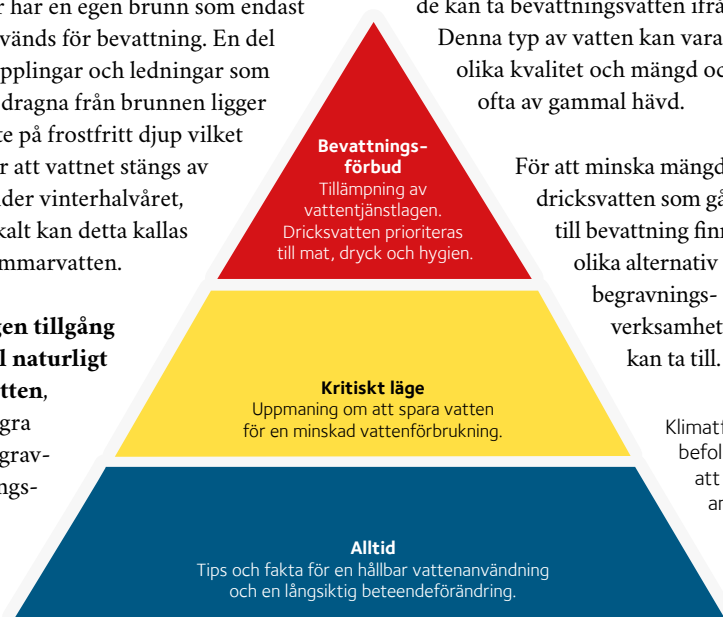 r har en egen brunn som endast
vänds för bevattning. En del
pplingar och ledningar som
dragna från brunnen ligger
te på frostfritt djup vilket
r att vattnet stängs av
der vinterhalvåret,
kalt kan detta kallas
mmarvatten.
gen tillgång
l naturligt
tten,
gra
grav-
ngs-
Bevattnings-
förbud
Tillämpning av
vattentjänstlagen.
Dricksvatten prioriteras
till mat, dryck och hygien.
Kritiskt läge
Uppmaning om att spara vatten
för en minskad vattenförbrukning.
Alltid
Tips och fakta för en hållbar vattenanvändning
och en långsiktig beteendeförändring.
de kan ta bevattningsvatten ifrå
Denna typ av vatten kan vara
olika kvalitet och mängd oc
ofta av gammal hävd.
För att minska mängd
dricksvatten som gå
till bevattning finn
olika alternativ
begravnings-
verksamhet
kan ta till.
Klimatf
befol
att
an